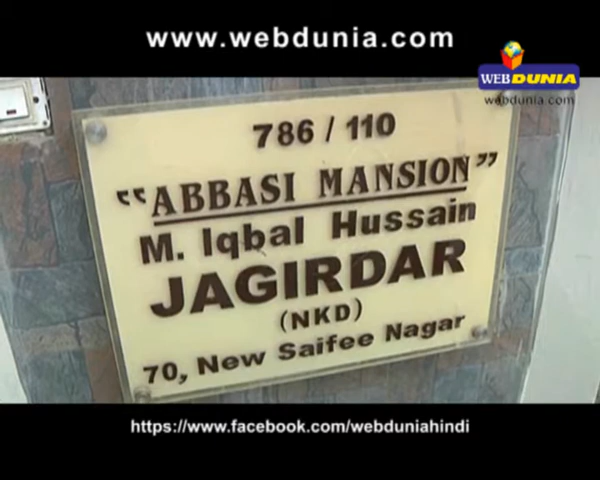 www.webdunia.com
WEBDUNIA
webdunia.com
786 / 110
“ABBASI MANSION”
M. Iqbal Hussain
JAGIRDAR
(NKD)
70, New Saifee Nagar
https://www.facebook.com/webduniahindi